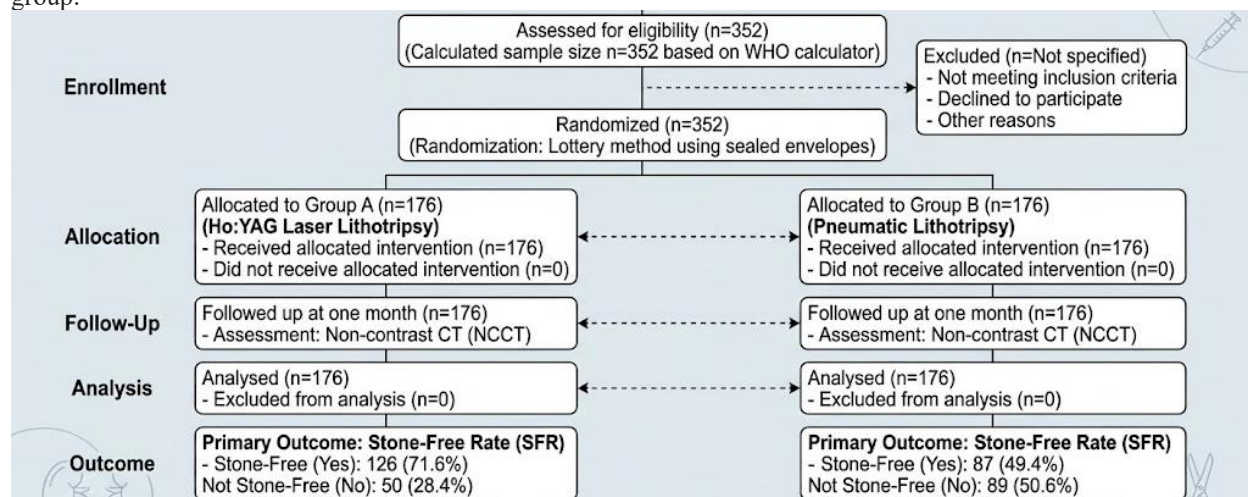 group.
Assessed for eligibility (n=352)
(Calculated sample size n=352 based on WHO calculator)
Excluded (n=Not specified)
- Not meeting inclusion criteria
- Declined to participate
- Other reasons
Enrollment
Randomized (n=352)
(Randomization: Lottery method using sealed envelopes)
Allocation
Allocated to Group A (n=176)
(Ho:YAG Laser Lithotripsy)
- Received allocated intervention (n=176)
- Did not receive allocated intervention (n=0)
Allocated to Group B (n=176)
(Pneumatic Lithotripsy)
- Received allocated intervention (n=176)
- Did not receive allocated intervention (n=0)
Follow-Up
Followed up at one month (n=176)
- Assessment: Non-contrast CT (NCCT)
Followed up at one month (n=176)
- Assessment: Non-contrast CT (NCCT)
Analysis
Analysed (n=176)
- Excluded from analysis (n=0)
Analysed (n=176)
- Excluded from analysis (n=0)
Outcome
Primary Outcome: Stone-Free Rate (SFR)
- Stone-Free (Yes): 126 (71.6%)
Not Stone-Free (No): 50 (28.4%)
Primary Outcome: Stone-Free Rate (SFR)
- Stone-Free (Yes): 87 (49.4%)
Not Stone-Free (No): 89 (50.6%)